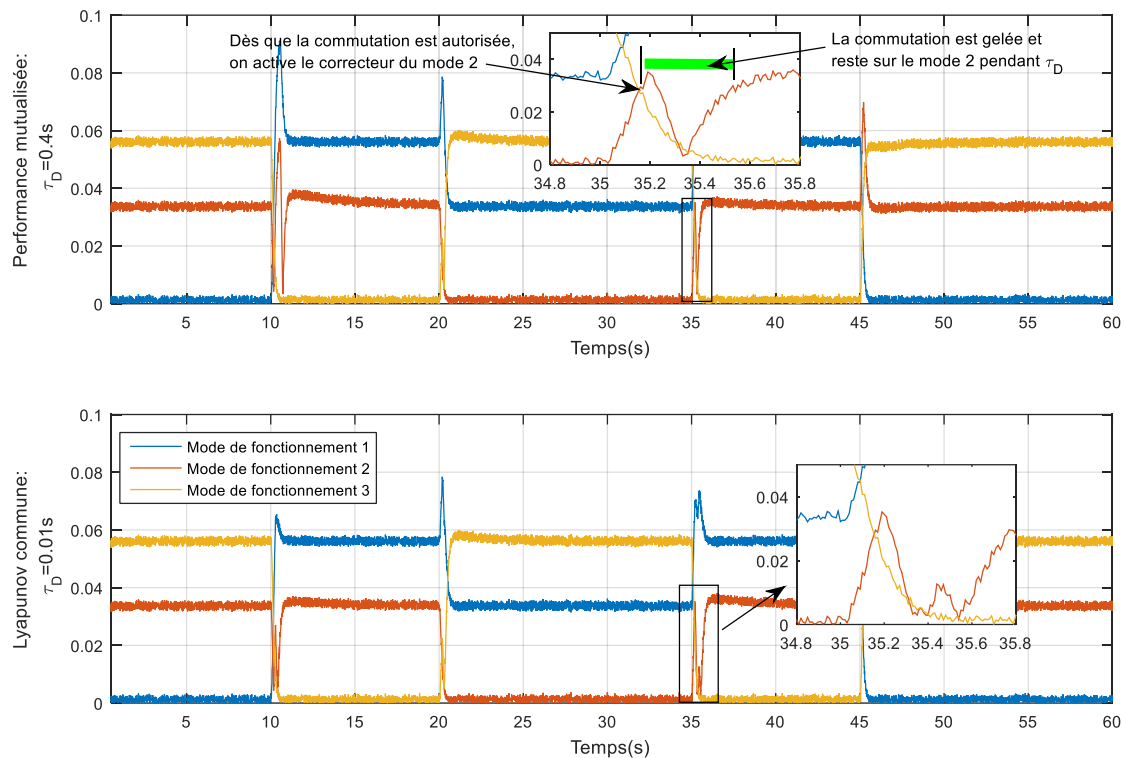 Performance mutualisée:
τD=0.4s
0.1
0.08
0.06
0.04
0.02
0
Dès que la commutation est autorisée,
on active le correcteur du mode 2
La commutation est gelée et
reste sur le mode 2 pendant τD
0.04
0.02
0
34.8 35 35.2 35.4 35.6 35.8
5 10 15 20 25 30 35 40 45 50 55 60
Temps(s)
Lyapunov commune:
τD=0.01s
0.1
0.08
0.06
0.04
0.02
0
Mode de fonctionnement 1
Mode de fonctionnement 2
Mode de fonctionnement 3
0.04
0.02
0
34.8 35 35.2 35.4 35.6 35.8
5 10 15 20 25 30 35 40 45 50 55 60
Temps(s)